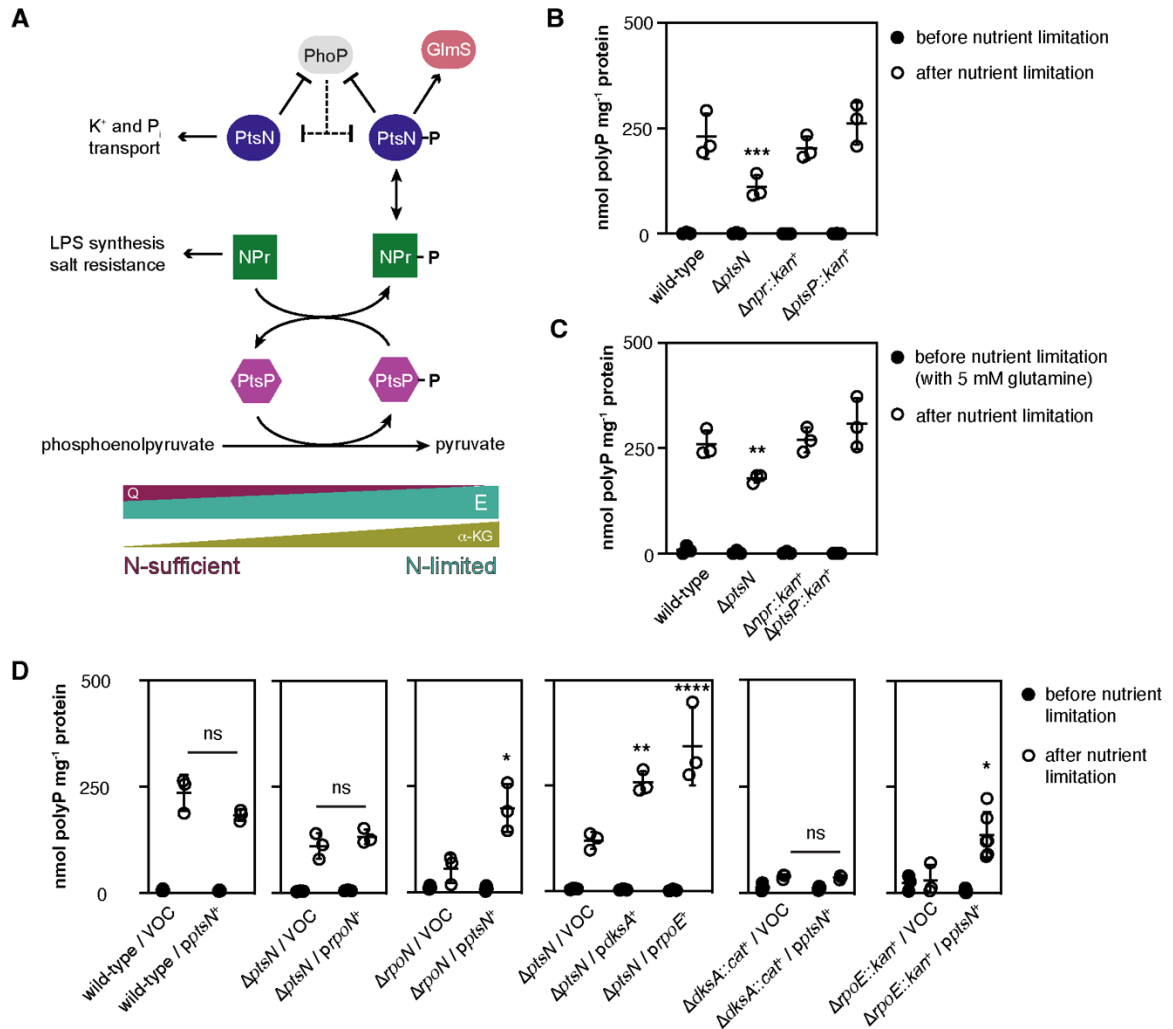 A
PhoP
GlmS
K⁺ and Pᵢ
transport
PtsN
PtsN
P
LPS synthesis
salt resistance
NPr
NPr
P
PtsP
PtsP
P
phosphoenolpyruvate
pyruvate
Q
E
α-KG
N-sufficient
N-limited
B
nmol polyP mg⁻¹ protein
500
250
0
***
wild-type
ΔptsN
Δnpr::kan⁺
ΔptsP::kan⁺
before nutrient limitation
after nutrient limitation
C
nmol polyP mg⁻¹ protein
500
250
0
**
wild-type
ΔptsN
Δnpr::kan⁺
ΔptsP::kan⁺
before nutrient limitation
(with 5 mM glutamine)
after nutrient limitation
D
nmol polyP mg⁻¹ protein
500
250
0
ns
wild-type / VOC
wild-type / pptsN⁺
ns
ΔptsN / VOC
ΔptsN / prpoN⁺
*
ΔrpoN / VOC
ΔrpoN / pptsN⁺
**
****
ΔptsN / VOC
ΔptsN / pdksA⁺
ΔptsN / prpoE⁺
ns
ΔdksA::cat⁺ / VOC
ΔdksA::cat⁺ / pptsN⁺
*
ΔrpoE::kan⁺ / VOC
ΔrpoE::kan⁺ / pptsN⁺
before nutrient
limitation
after nutrient
limitation